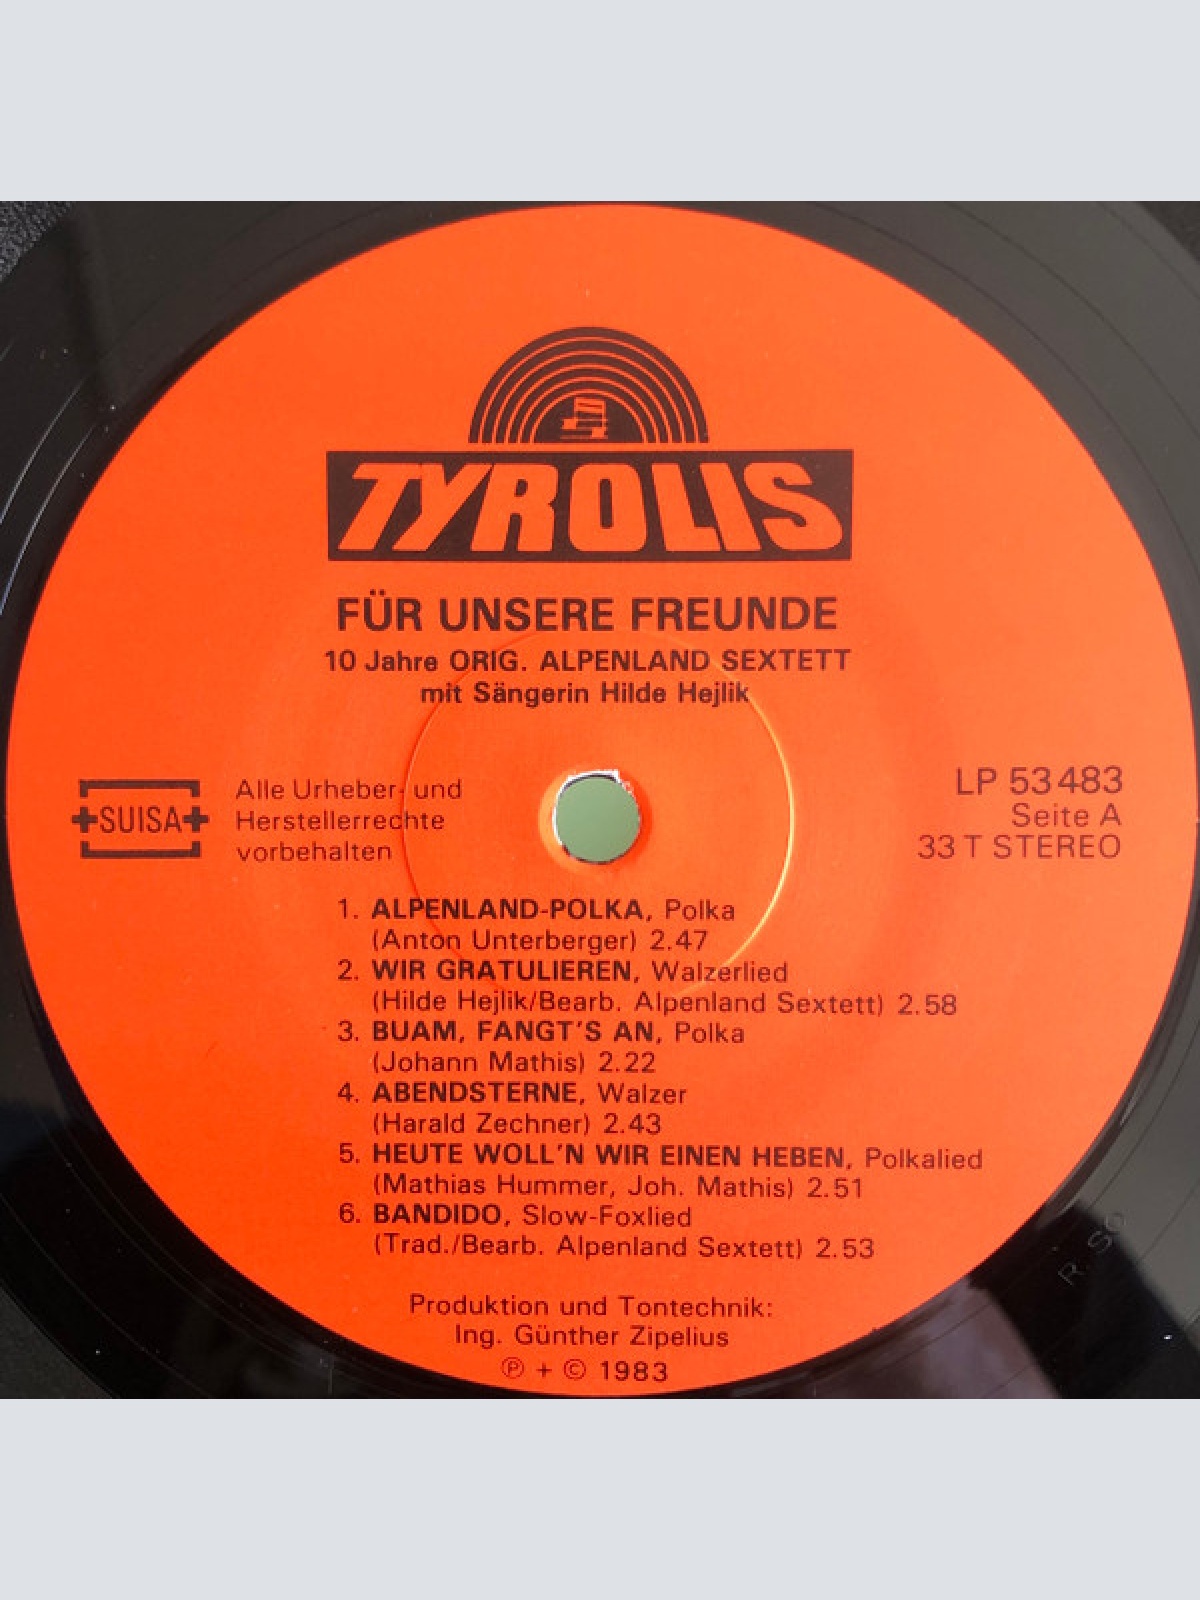 TYROLIS
FÜR UNSERE FREUNDE
10 Jahre ORIG. ALPENLAND SEXTETT
mit Sängerin Hilde Hejlik
SUISA
Alle Urheber- und
Herstellerrechte
vorbehalten
LP 53 483
Seite A
33 T STEREO
1. ALPENLAND-POLKA, Polka
(Anton Unterberger) 2.47
2. WIR GRATULIEREN, Walzerlied
(Hilde Hejlik/Bearb. Alpenland Sextett) 2.58
3. BUAM, FANGT'S AN, Polka
(Johann Mathis) 2.22
4. ABENDSTERNE, Walzer
(Harald Zechner) 2.43
5. HEUTE WOLL'N WIR EINEN HEBEN, Polkalied
(Mathias Hummer, Joh. Mathis) 2.51
6. BANDIDO, Slow-Foxlied
(Trad./Bearb. Alpenland Sextett) 2.53
Produktion und Tontechnik:
Ing. Günther Zipelius
℗ + © 1983